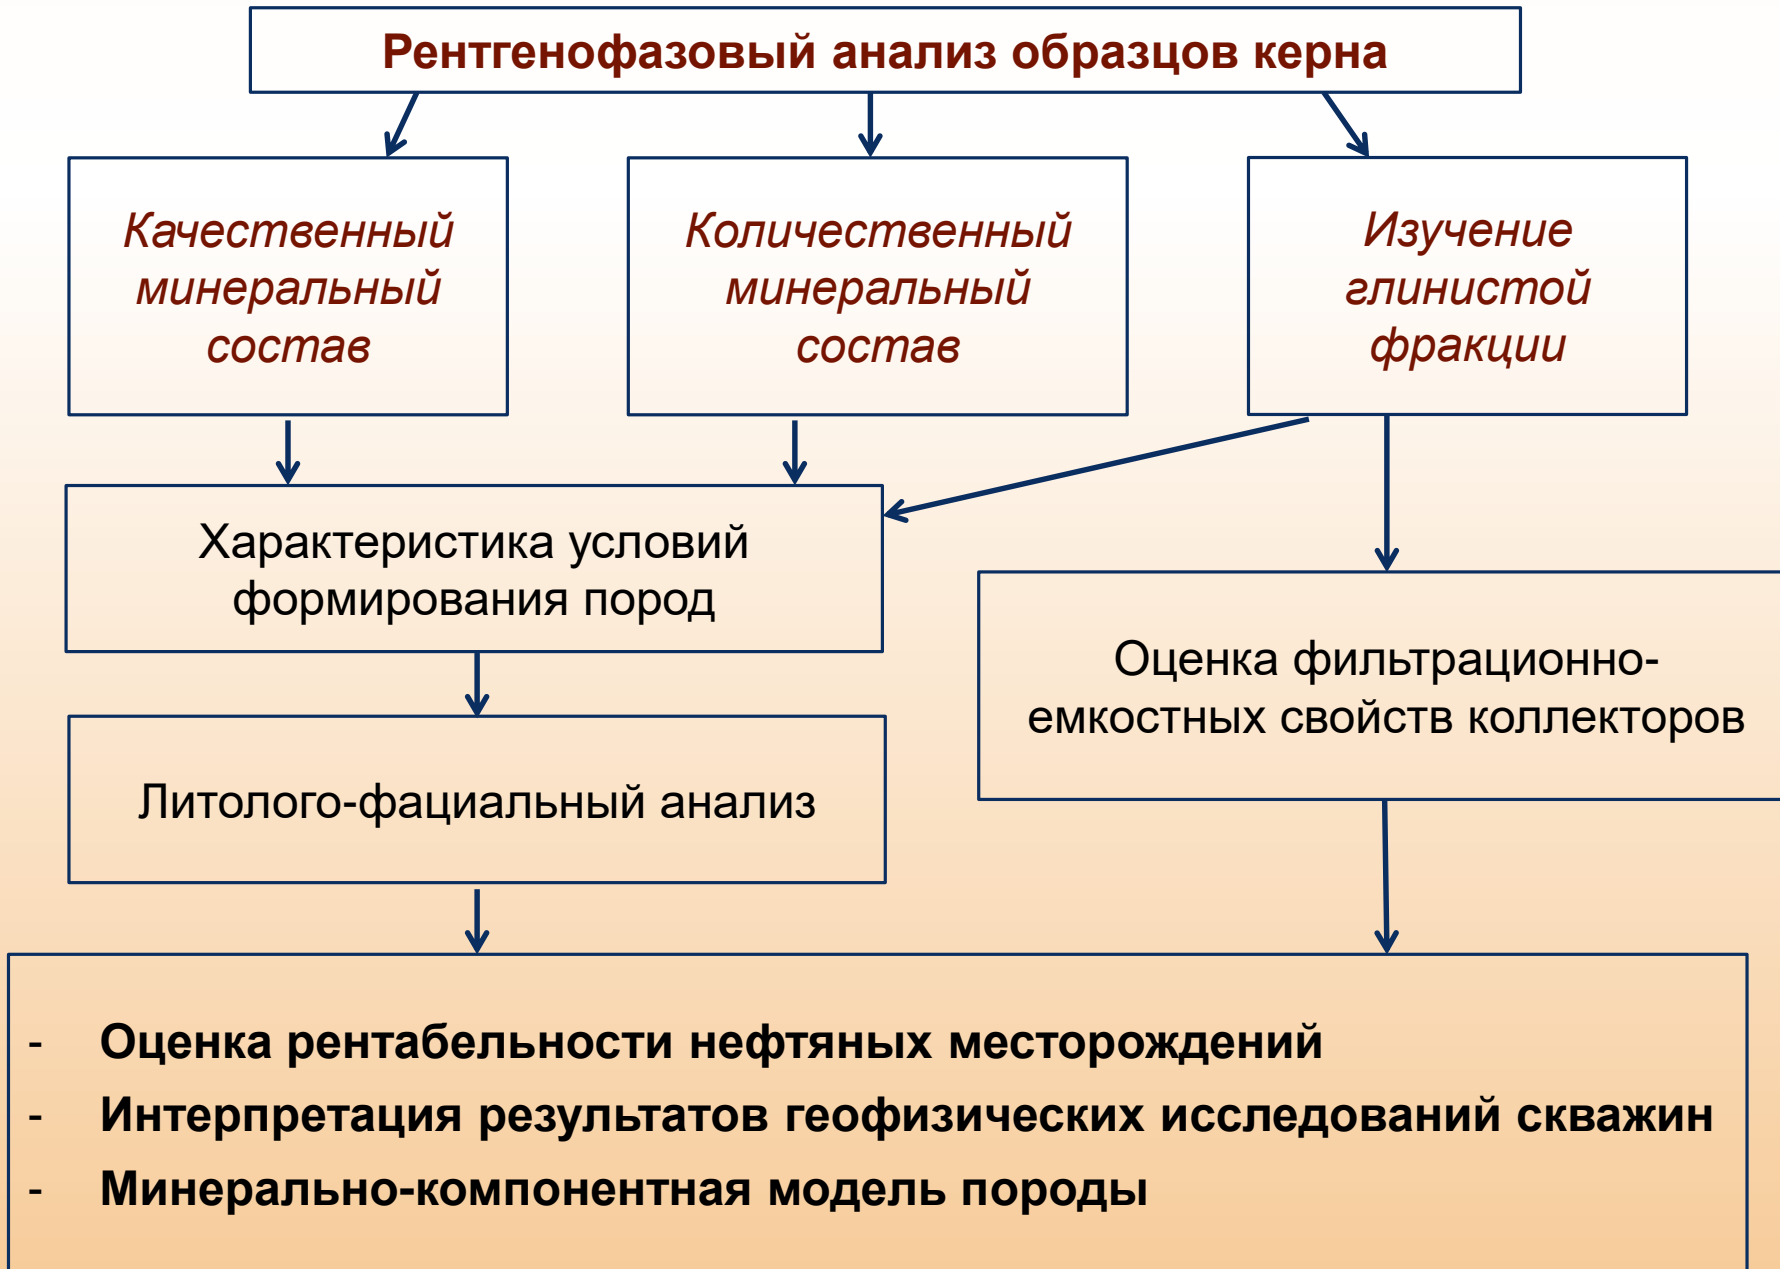 Рентгенофазовый анализ образцов керна
Качественный
минеральный
состав
Количественный
минеральный
состав
Изучение
глинистой
фракции
Характеристика условий
формирования пород
Оценка фильтрационно-
емкостных свойств коллекторов
Литолого-фациальный анализ
- Оценка рентабельности нефтяных месторождений
- Интерпретация результатов геофизических исследований скважин
- Минерально-компонентная модель породы